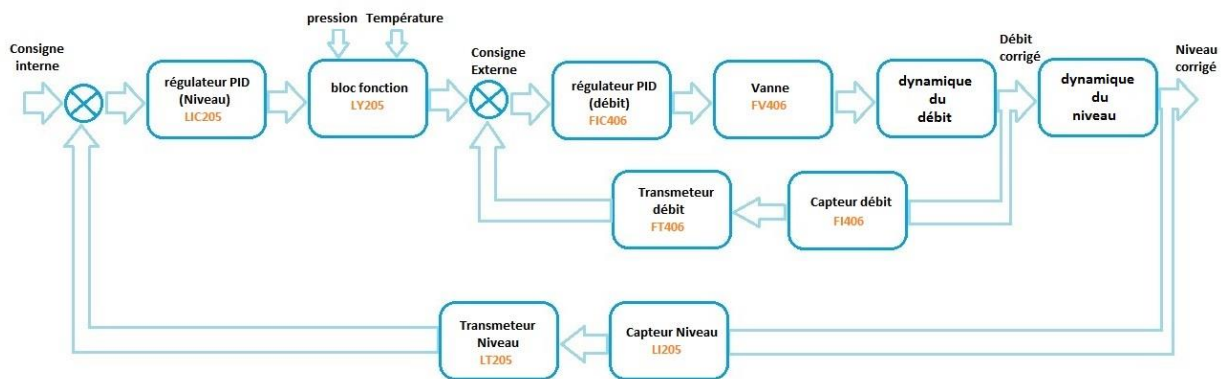 pression
Température
Consigne
interne
régulateur PID
(Niveau)
LIC205
bloc fonction
LY205
Consigne
Externe
régulateur PID
(débit)
FIC406
Vanne
FV406
dynamique
du
débit
Débit
corrigé
dynamique
du
niveau
Niveau
corrigé
Transmeteur
débit
FT406
Capteur débit
FI406
Transmeteur
Niveau
LT205
Capteur Niveau
LI205